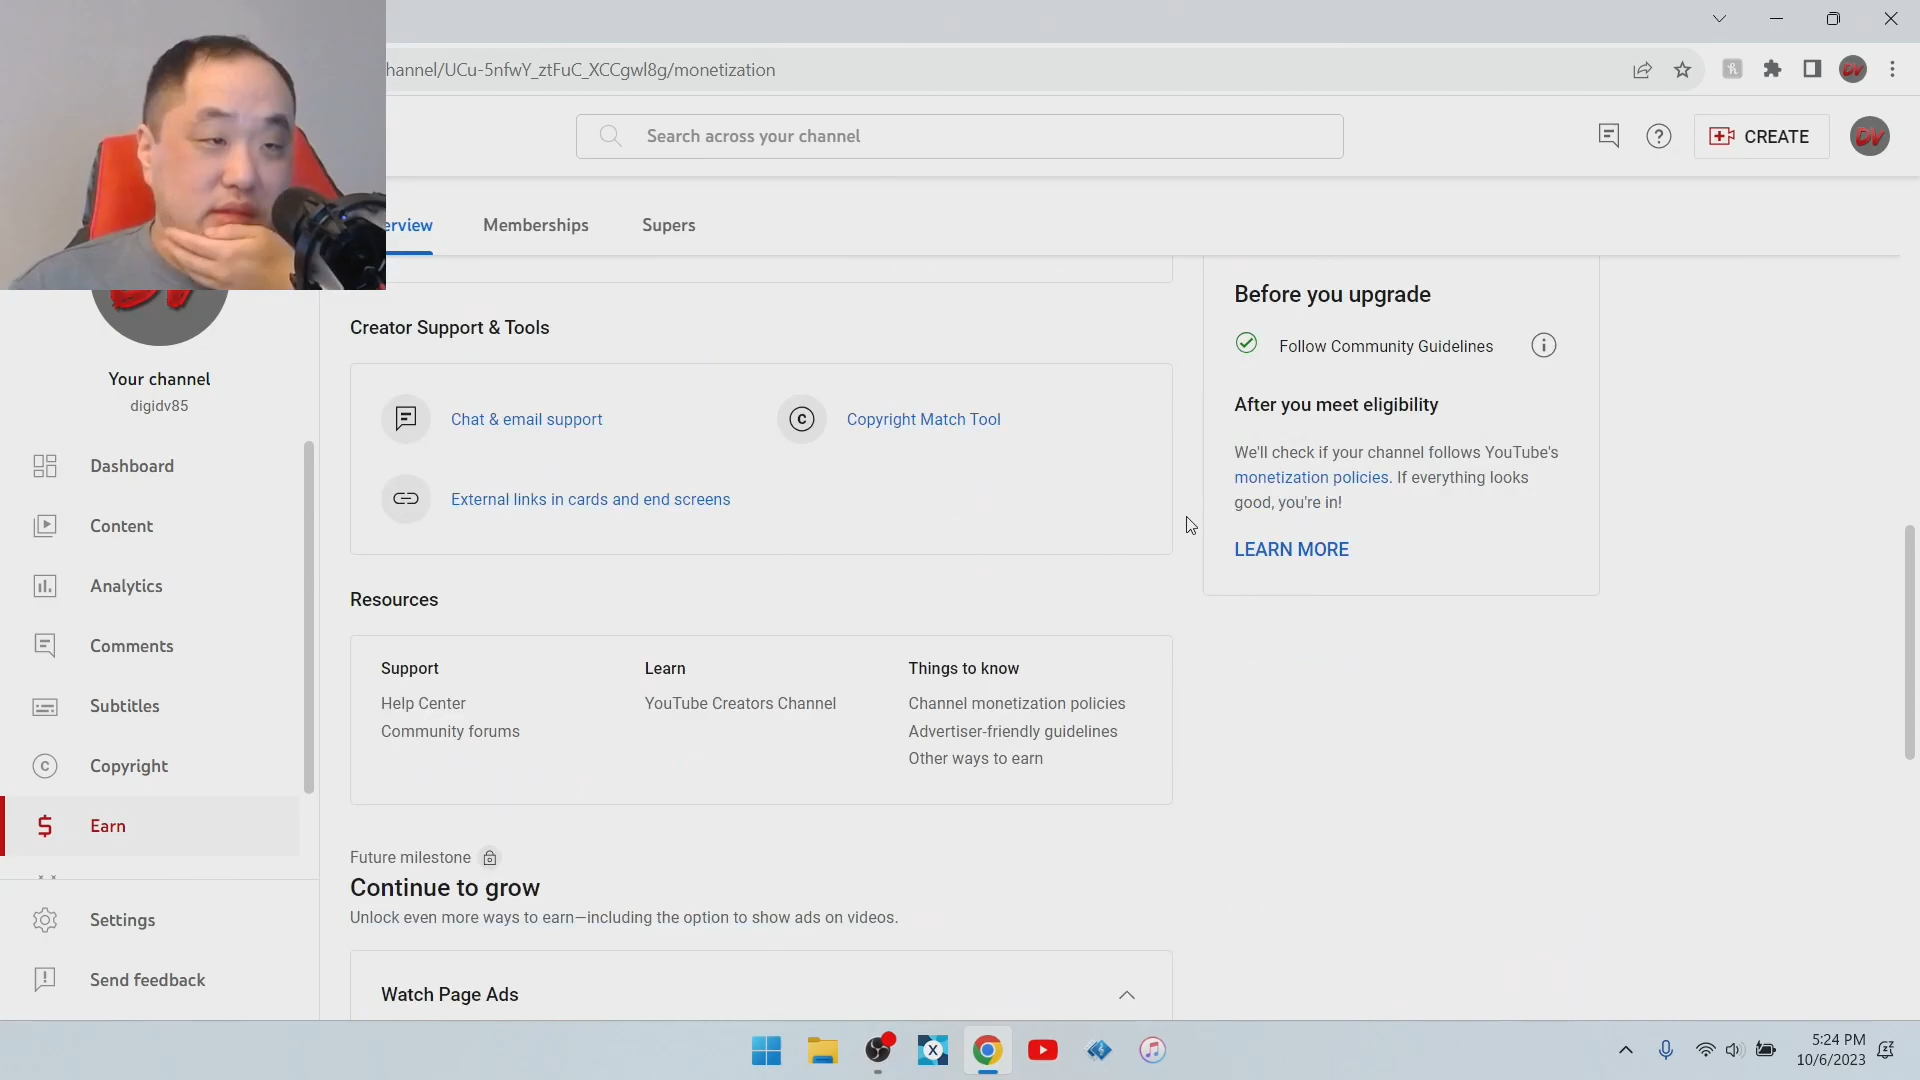 hannel/UCu-5nfwY_ztFuC_XCCgwl8g/monetization
Search across your channel
CREATE
DV
erview
Memberships
Supers
Your channel
digidv85
Dashboard
Content
Analytics
Comments
Subtitles
Copyright
Earn
Settings
Send feedback
Creator Support & Tools
Chat & email support
Copyright Match Tool
External links in cards and end screens
Resources
Support
Help Center
Community forums
Learn
YouTube Creators Channel
Things to know
Channel monetization policies
Advertiser-friendly guidelines
Other ways to earn
Future milestone
Continue to grow
Unlock even more ways to earn—including the option to show ads on videos.
Watch Page Ads
Before you upgrade
Follow Community Guidelines
After you meet eligibility
We'll check if your channel follows YouTube's
monetization policies. If everything looks
good, you're in!
LEARN MORE
5:24 PM
10/6/2023